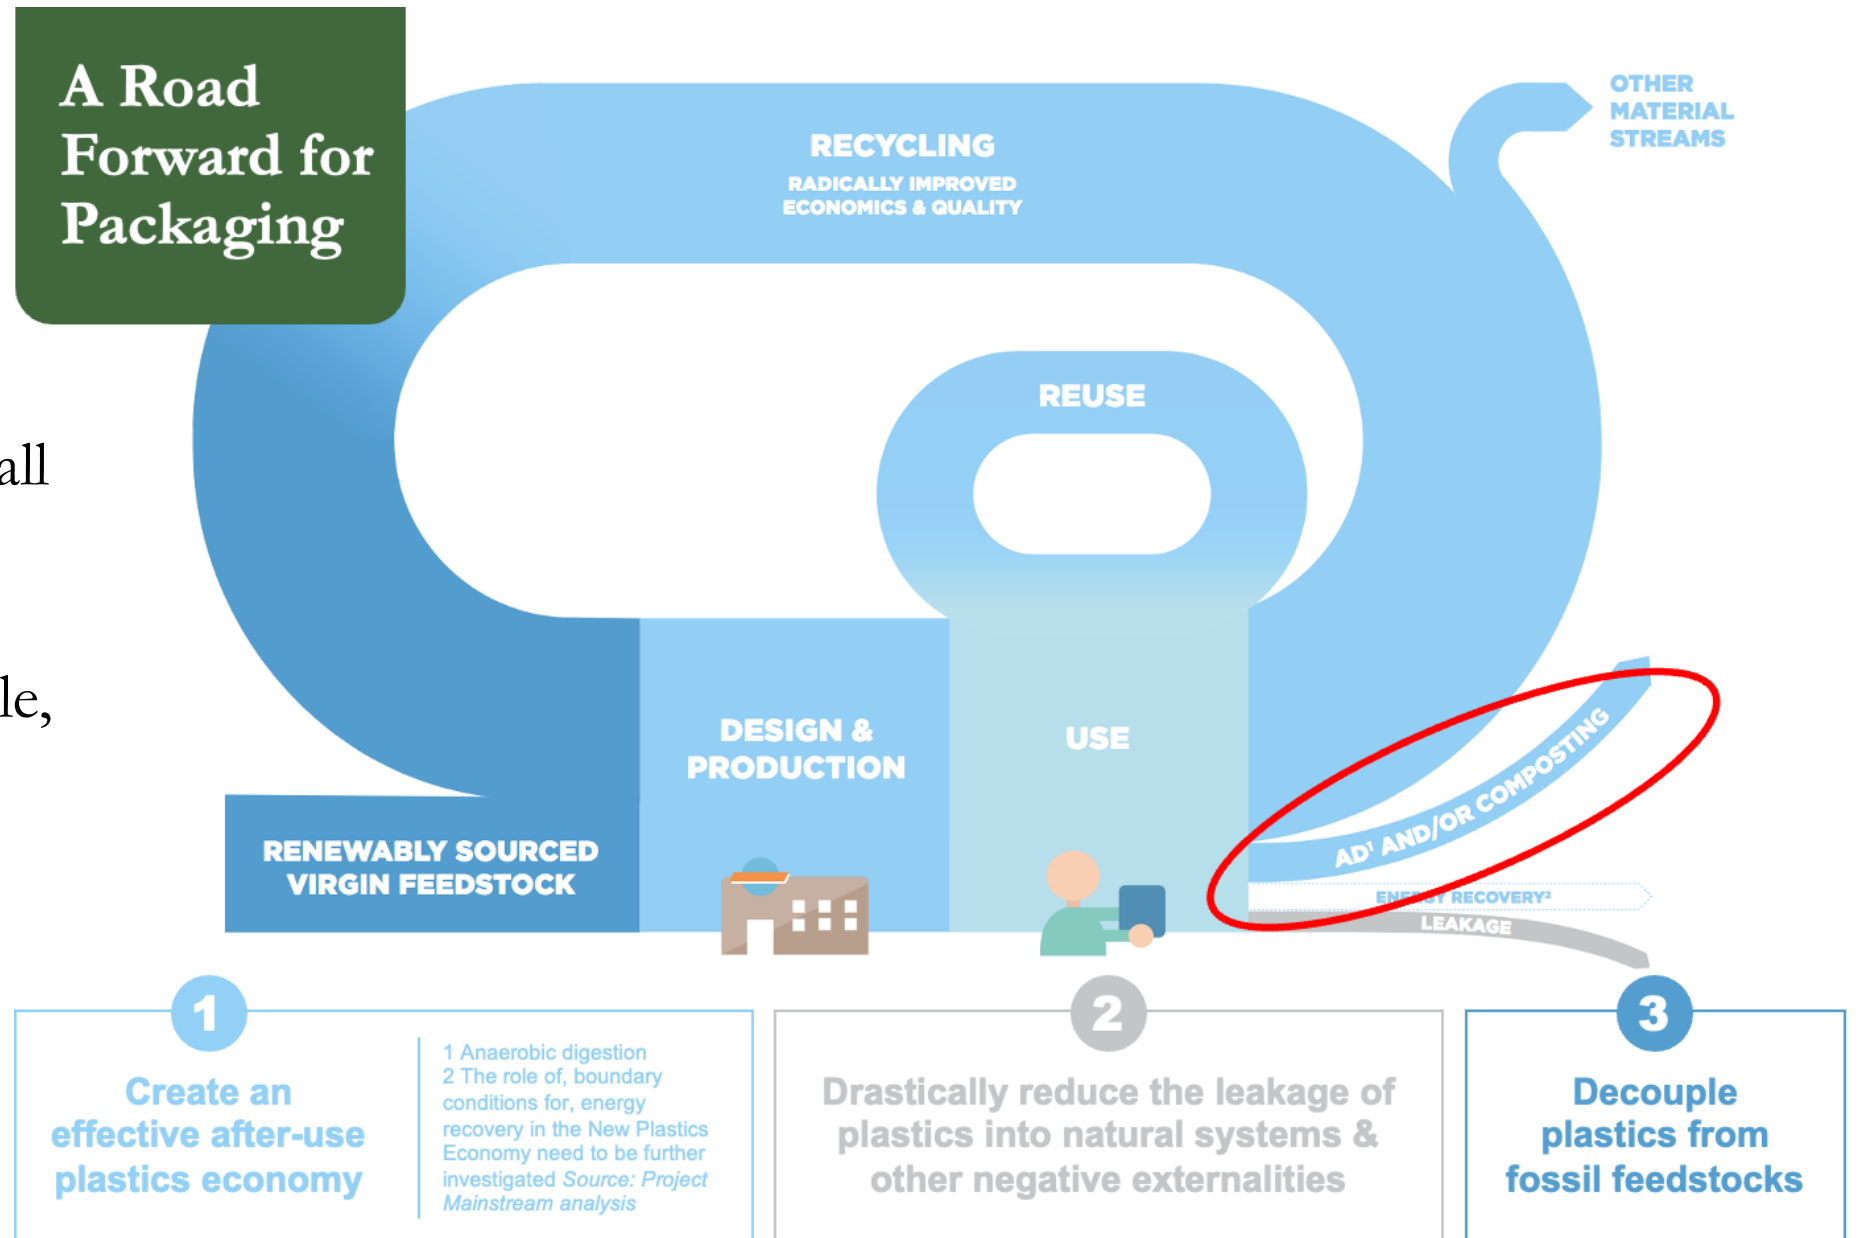 A Road
Forward for
Packaging
OTHER
MATERIAL
STREAMS
RECYCLING
RADICALLY IMPROVED
ECONOMICS & QUALITY
REUSE
all
le,
DESIGN &
PRODUCTION
USE
RENEWABLY SOURCED
VIRGIN FEEDSTOCK
AD¹ AND/OR COMPOSTING
ENERGY RECOVERY²
LEAKAGE
1
Create an
effective after-use
plastics economy
1 Anaerobic digestion
2 The role of, boundary
conditions for, energy
recovery in the New Plastics
Economy need to be further
investigated Source: Project
Mainstream analysis
2
Drastically reduce the leakage of
plastics into natural systems &
other negative externalities
3
Decouple
plastics from
fossil feedstocks